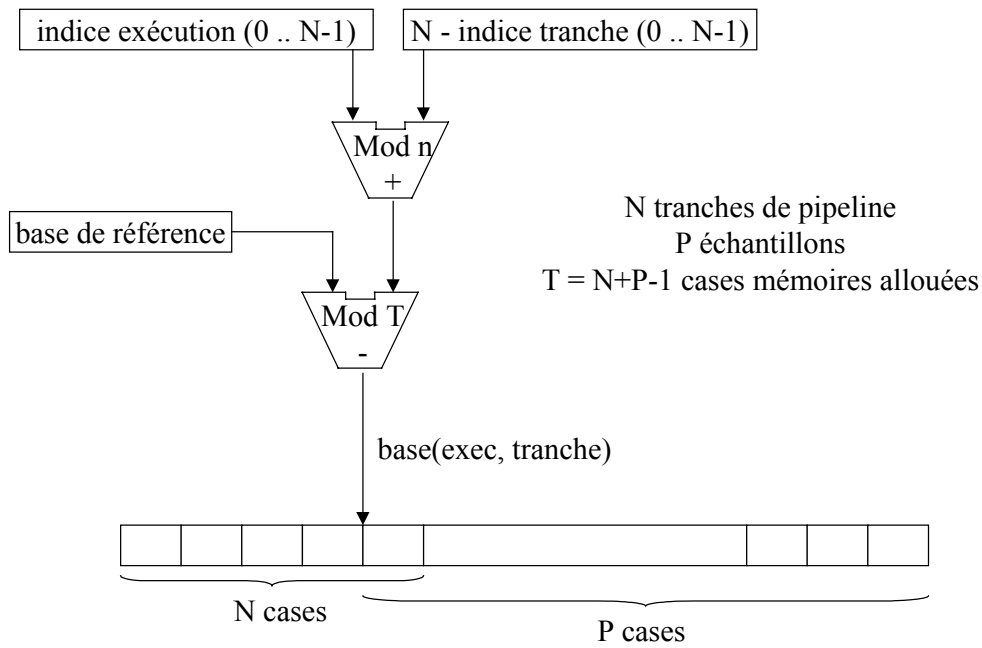 indice exécution (0 .. N-1)
N - indice tranche (0 .. N-1)
Mod n
+
base de référence
N tranches de pipeline
P échantillons
T = N+P-1 cases mémoires allouées
Mod T
-
base(exec, tranche)
N cases
P cases